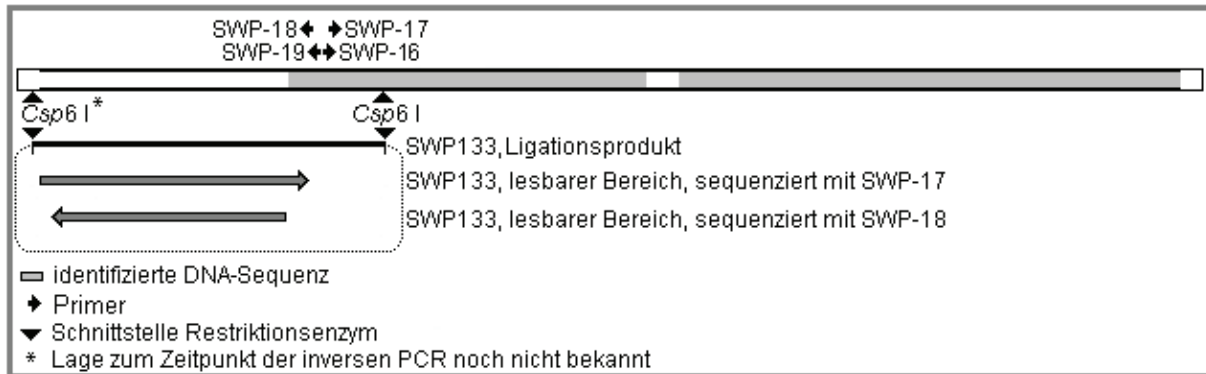 SWP-18 SWP-17
SWP-19 SWP-16
Csp6 I* Csp6 I
SWP133, Ligationsprodukt
SWP133, lesbarer Bereich, sequenziert mit SWP-17
SWP133, lesbarer Bereich, sequenziert mit SWP-18
identifizierte DNA-Sequenz
Primer
Schnittstelle Restriktionsenzym
* Lage zum Zeitpunkt der inversen PCR noch nicht bekannt